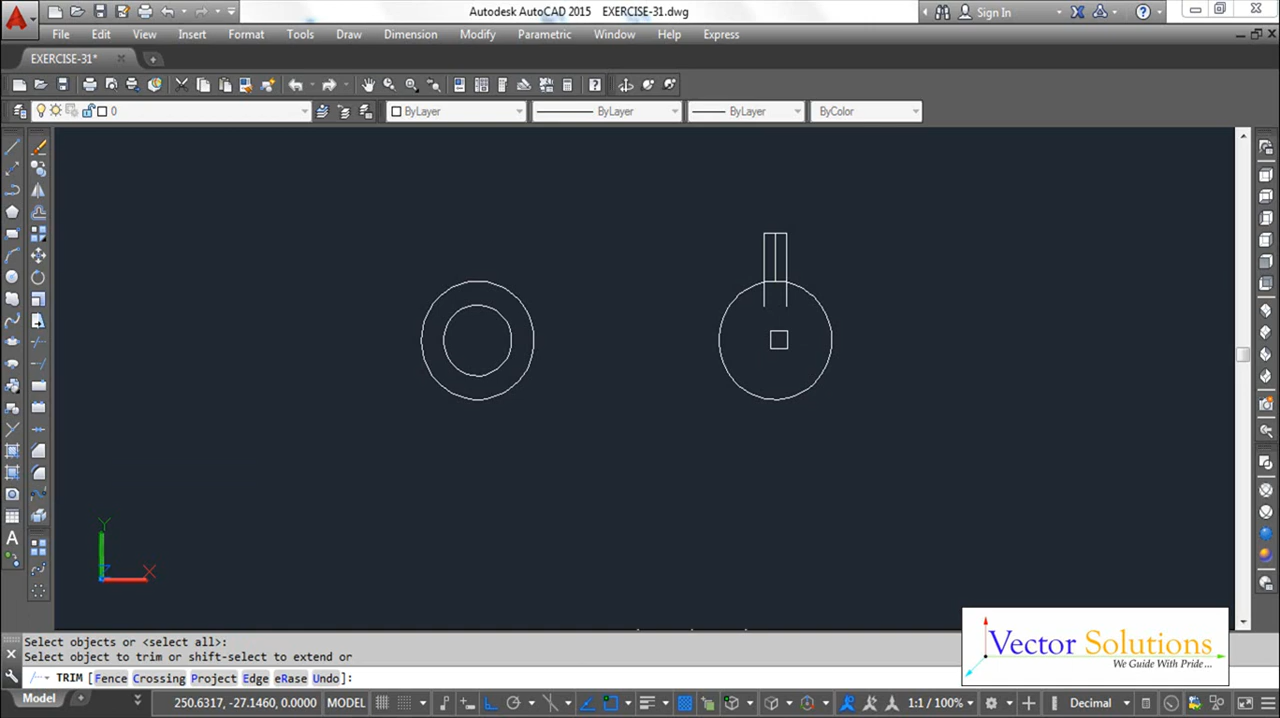 Autodesk AutoCAD 2015 EXERCISE-31.dwg
Sign In
File Edit View Insert Format Tools Draw Dimension Modify Parametric Window Help Express
EXERCISE-31*
0
ByLayer
ByLayer
ByLayer
ByColor
Y
X
Z
A
Select objects or <select all>:
Select object to trim or shift-select to extend or
TRIM [Fence Crossing Project Edge eRase Undo]:
Vector Solutions
We Guide With Pride ...
Model
250.6317, -27.1460, 0.0000 MODEL
1:1 / 100%
Decimal